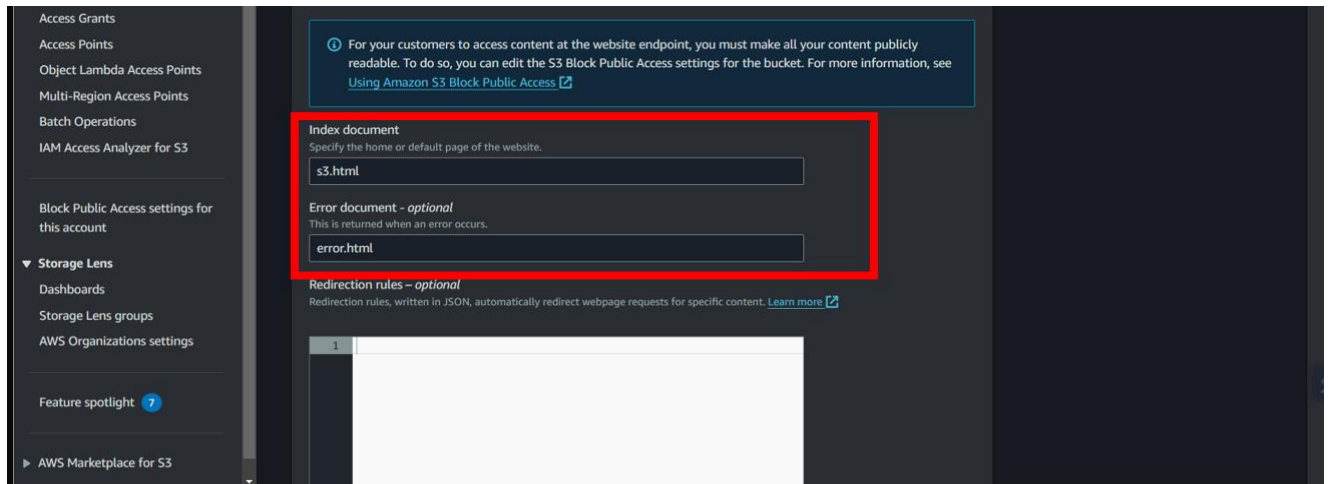 Access Grants
Access Points
Object Lambda Access Points
Multi-Region Access Points
Batch Operations
IAM Access Analyzer for S3
Block Public Access settings for
this account
Storage Lens
Dashboards
Storage Lens groups
AWS Organizations settings
Feature spotlight 7
AWS Marketplace for S3
For your customers to access content at the website endpoint, you must make all your content publicly
readable. To do so, you can edit the S3 Block Public Access settings for the bucket. For more information, see
Using Amazon S3 Block Public Access
Index document
Specify the home or default page of the website.
s3.html
Error document - optional
This is returned when an error occurs.
error.html
Redirection rules – optional
Redirection rules, written in JSON, automatically redirect webpage requests for specific content. Learn more
1